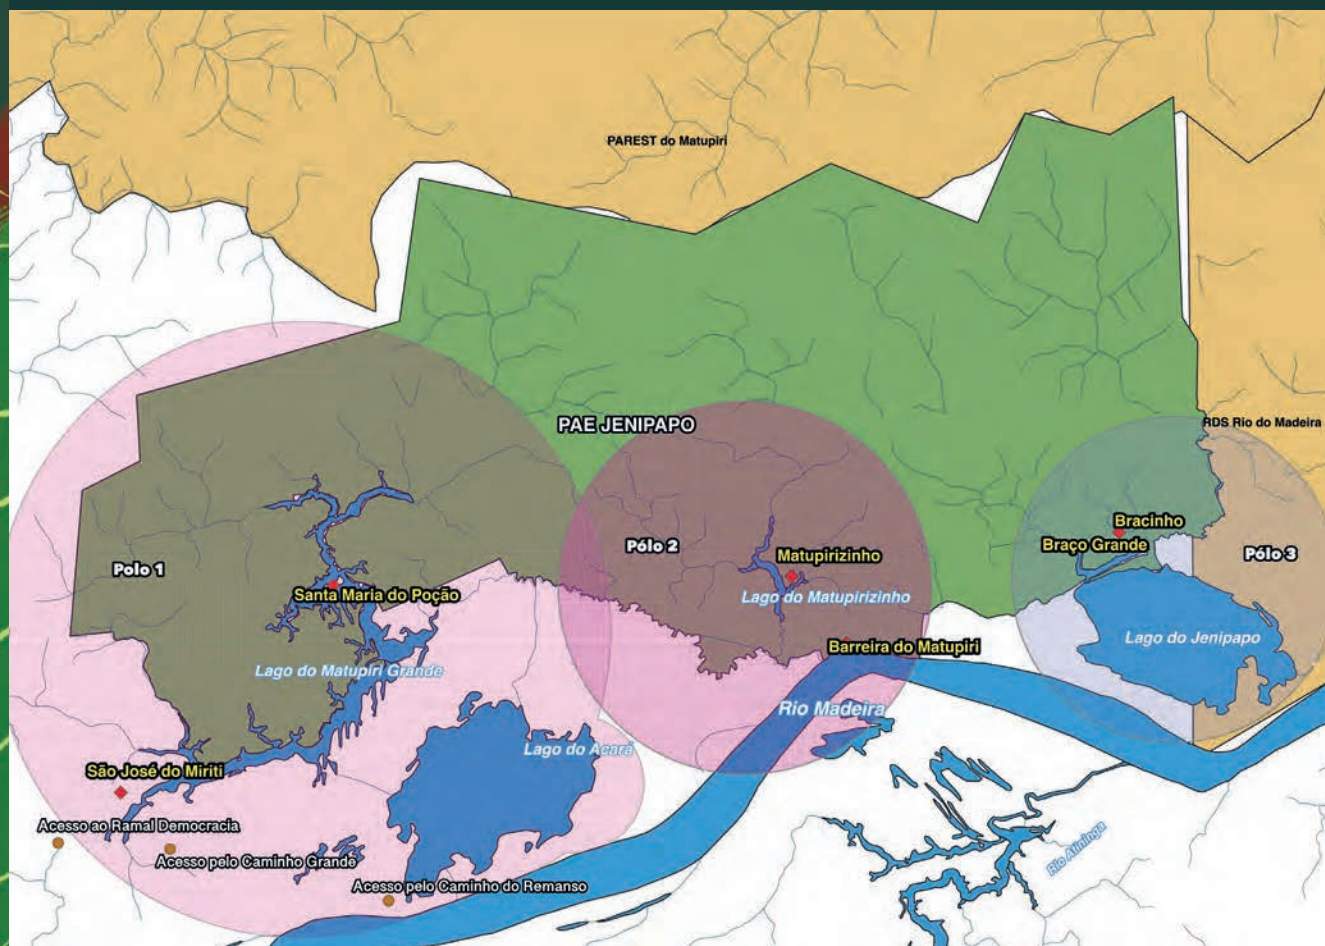 PAREST do Matupiri
PAE JENIPAPO
RDS Rio do Madeira
Bracinho
Braço Grande
Pólo 2
Pólo 3
Matupirizinho
Polo 1
Santa Maria do Poção
Lago do Matupirizinho
Lago do Jenipapo
Barreira do Matupiri
Lago do Matupiri Grande
Rio Madeira
Lago do Acará
São José do Miriti
Acesso ao Ramal Democracia
Acesso pelo Caminho Grande
Rio Atininga
Acesso pelo Caminho do Remanso